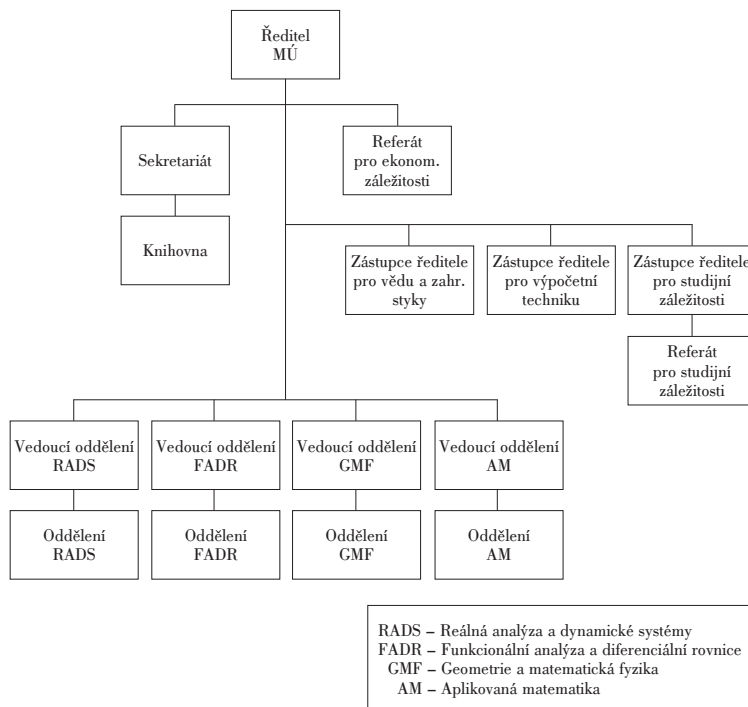 Ředitel
MÚ
Sekretariát
Referát
pro ekonom.
záležitosti
Knihovna
Zástupce ředitele
pro vědu a zahr.
styky
Zástupce ředitele
pro výpočetní
techniku
Zástupce ředitele
pro studijní
záležitosti
Referát
pro studijní
záležitosti
Vedoucí oddělení
RADS
Vedoucí oddělení
FADR
Vedoucí oddělení
GMF
Vedoucí oddělení
AM
Oddělení
RADS
Oddělení
FADR
Oddělení
GMF
Oddělení
AM
RADS – Reálná analýza a dynamické systémy
FADR – Funkcionální analýza a diferenciální rovnice
GMF – Geometrie a matematická fyzika
AM – Aplikovaná matematika